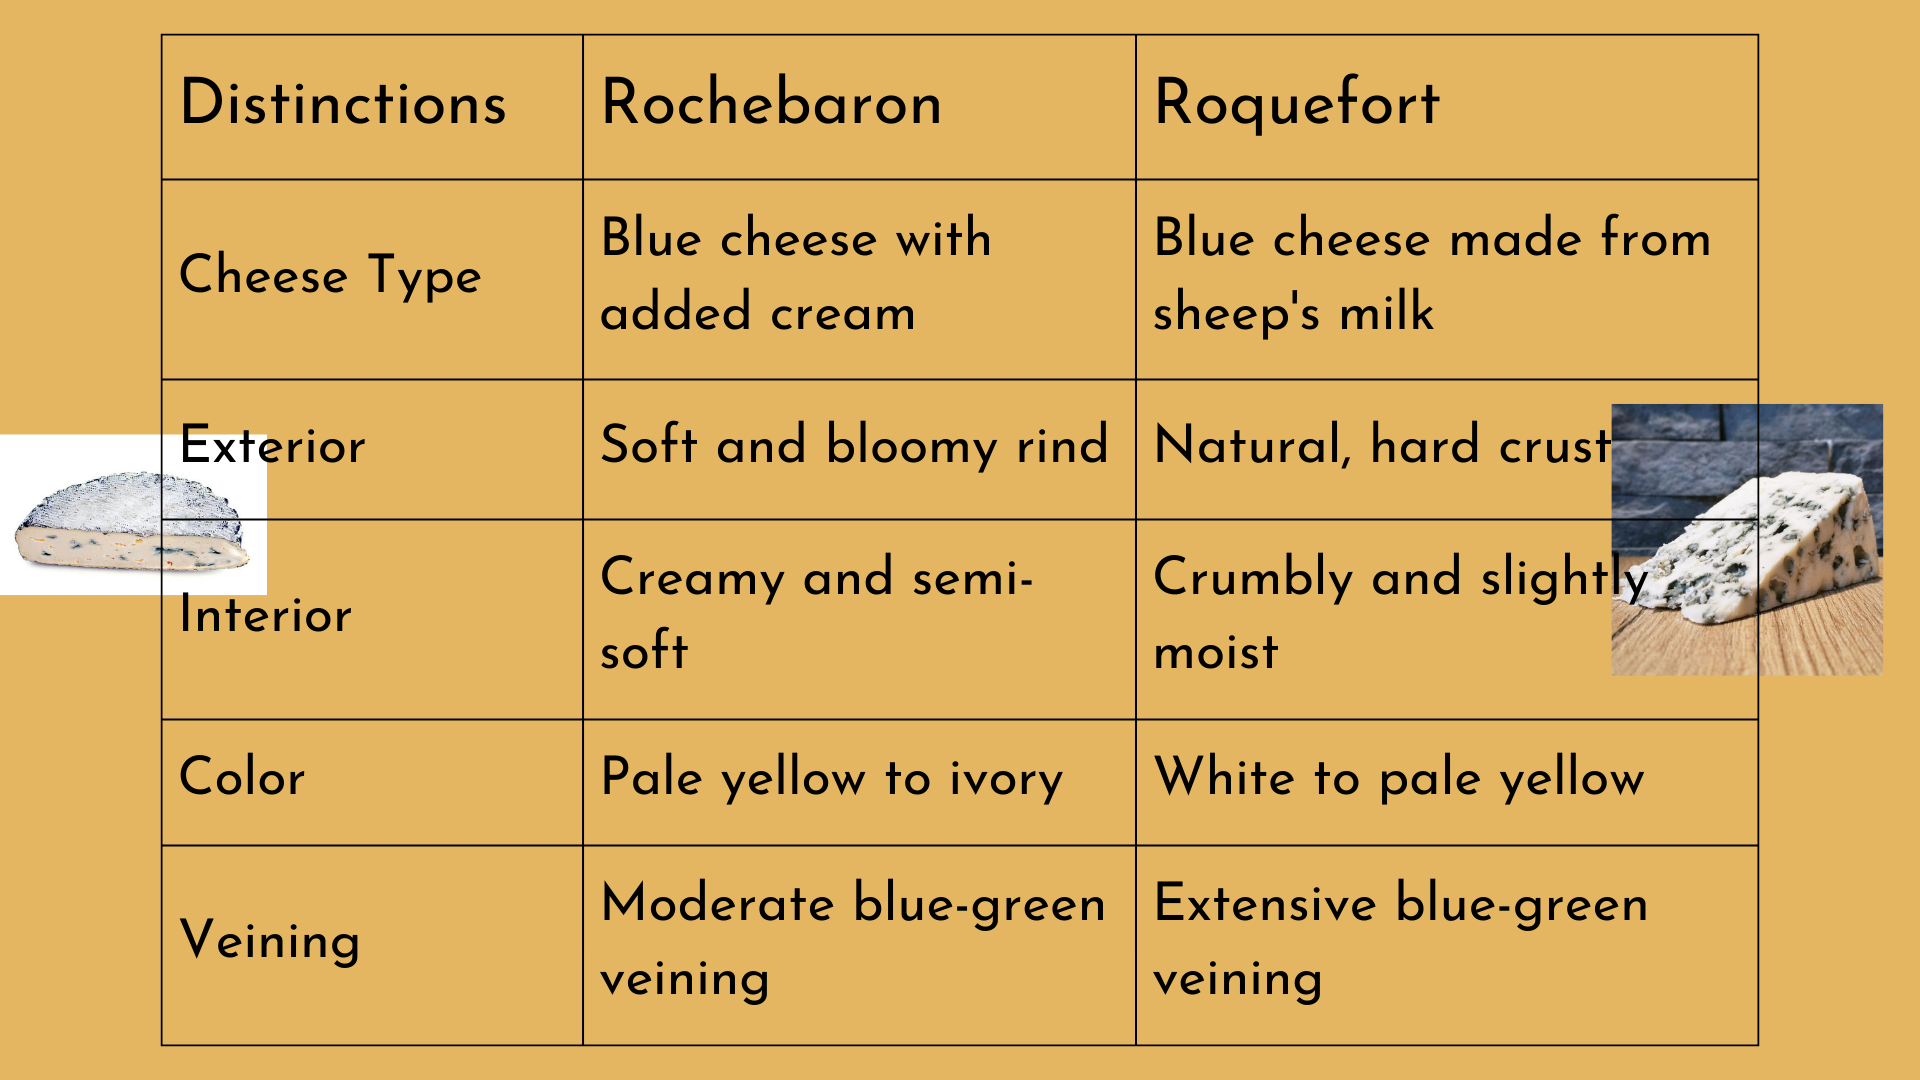 Distinctions
Rochebaron
Roquefort
Cheese Type
Blue cheese with
added cream
Blue cheese made from
sheep's milk
Exterior
Soft and bloomy rind
Natural, hard crust
Interior
Creamy and semi-
soft
Crumbly and slightly
moist
Color
Pale yellow to ivory
White to pale yellow
Veining
Moderate blue-green
veining
Extensive blue-green
veining